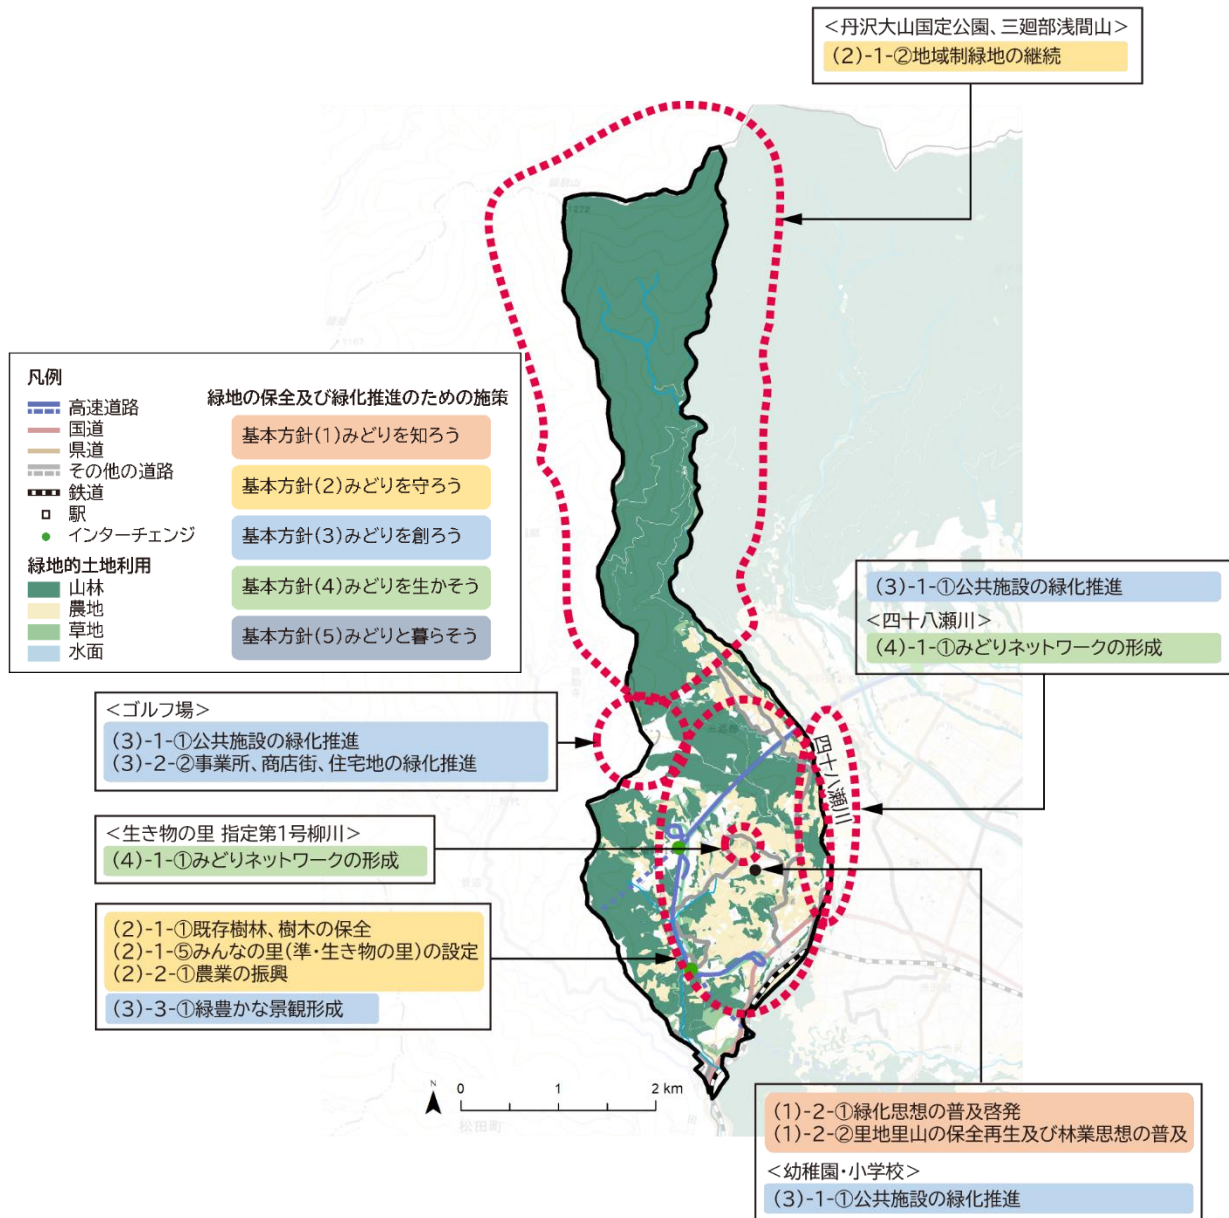 <丹沢大山国定公園、三廻部浅間山>
(2)-1-②地域制緑地の継続
凡例
高速道路
国道
県道
その他の道路
鉄道
駅
インターチェンジ
緑地的土地利用
山林
農地
草地
水面
緑地の保全及び緑化推進のための施策
基本方針(1)みどりを知ろう
基本方針(2)みどりを守ろう
基本方針(3)みどりを創ろう
基本方針(4)みどりを生かそう
基本方針(5)みどりと暮らそう
(3)-1-①公共施設の緑化推進
<四十八瀬川>
(4)-1-①みどりネットワークの形成
<ゴルフ場>
(3)-1-①公共施設の緑化推進
(3)-2-②事業所、商店街、住宅地の緑化推進
四十八瀬川
<生き物の里 指定第1号柳川>
(4)-1-①みどりネットワークの形成
(2)-1-①既存樹林、樹木の保全
(2)-1-⑤みんなの里(準・生き物の里)の設定
(2)-2-①農業の振興
(3)-3-①緑豊かな景観形成
N
0 1 2 km
松田町
(1)-2-①緑化思想の普及啓発
(1)-2-②里地里山の保全再生及び林業思想の普及
<幼稚園・小学校>
(3)-1-①公共施設の緑化推進